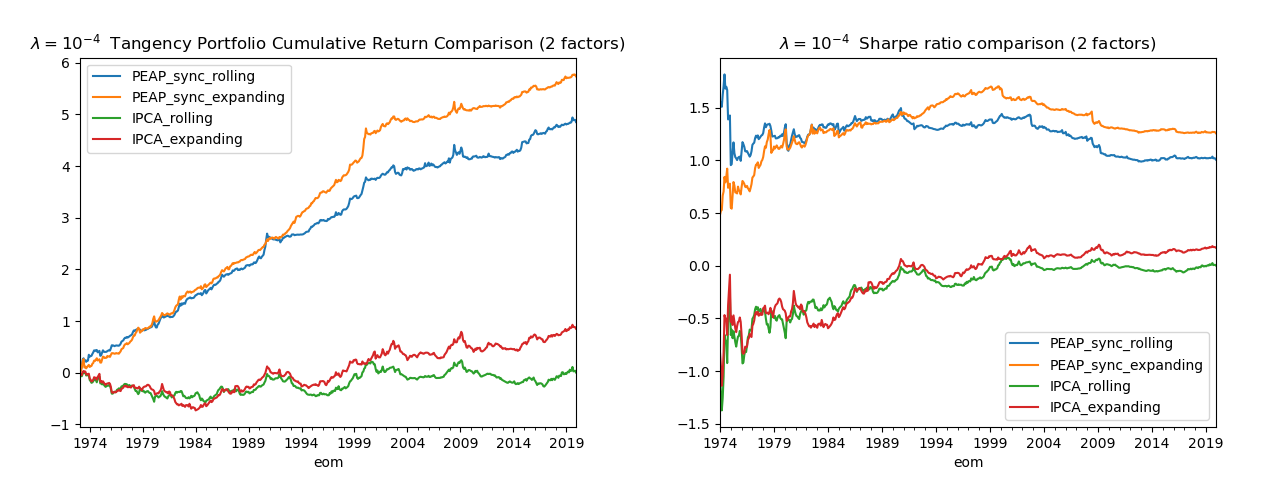 λ = 10⁻⁴ Tangency Portfolio Cumulative Return Comparison (2 factors)
6
5
4
3
2
1
0
−1
PEAP_sync_rolling
PEAP_sync_expanding
IPCA_rolling
IPCA_expanding
1974 1979 1984 1989 1994 1999 2004 2009 2014 2019
eom
λ = 10⁻⁴ Sharpe ratio comparison (2 factors)
1.5
1.0
0.5
0.0
−0.5
−1.0
−1.5
PEAP_sync_rolling
PEAP_sync_expanding
IPCA_rolling
IPCA_expanding
1974 1979 1984 1989 1994 1999 2004 2009 2014 2019
eom